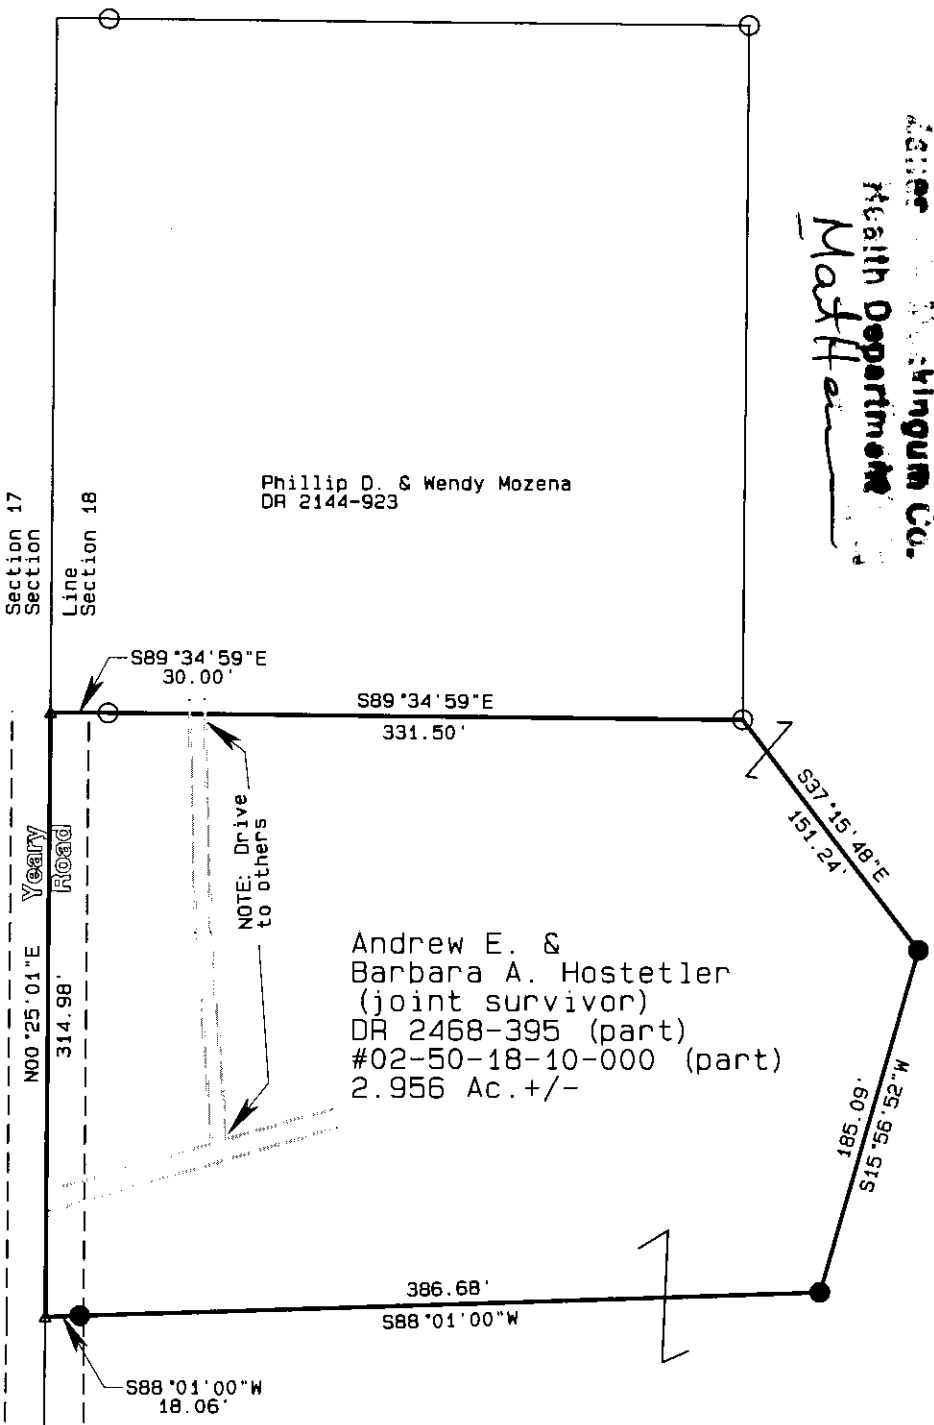 kingum Co.
Health Department
Phillip D. & Wendy Mozena
DR 2144-923
Section 17
Section
Line
Section 18
S89°34'59"E
30.00'
S89°34'59"E
331.50'
S37°15'48"E
151.24'
Yeary
Road
NOTE: Drive
to others
N00°25'01"E
314.98'
Andrew E. &
Barbara A. Hostetler
(joint survivor)
DR 2468-395 (part)
#02-50-18-10-000 (part)
2.956 Ac.+/-
185.09'
S15°56'52"W
386.68'
S88°01'00"W
S88°01'00"W
18.06'